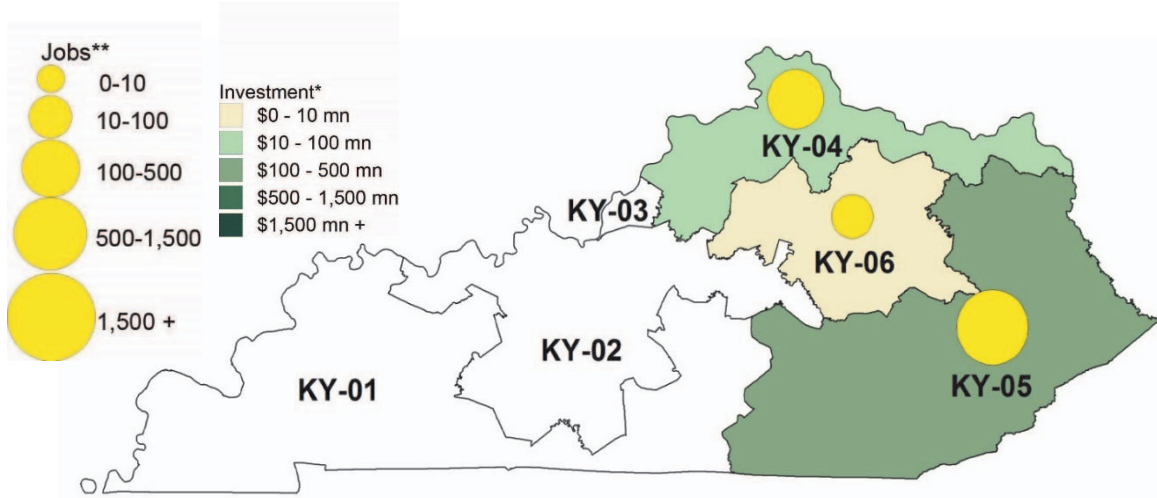 Jobs**
0-10
10-100
100-500
500-1,500
1,500 +
Investment*
$0 - 10 mn
$10 - 100 mn
$100 - 500 mn
$500 - 1,500 mn
$1,500 mn +
KY-04
KY-03
KY-06
KY-02
KY-01
KY-05